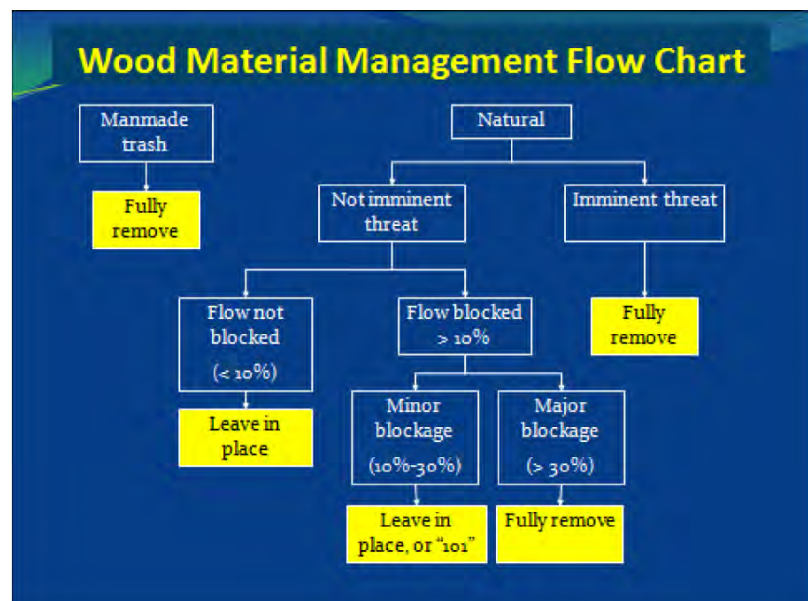 Wood Material Management Flow Chart
Manmade
trash
Natural
Fully
remove
Not imminent
threat
Imminent threat
Flow not
blocked
(< 10%)
Flow blocked
> 10%
Fully
remove
Leave in
place
Minor
blockage
(10%-30%)
Major
blockage
(> 30%)
Leave in
place, or “101”
Fully remove